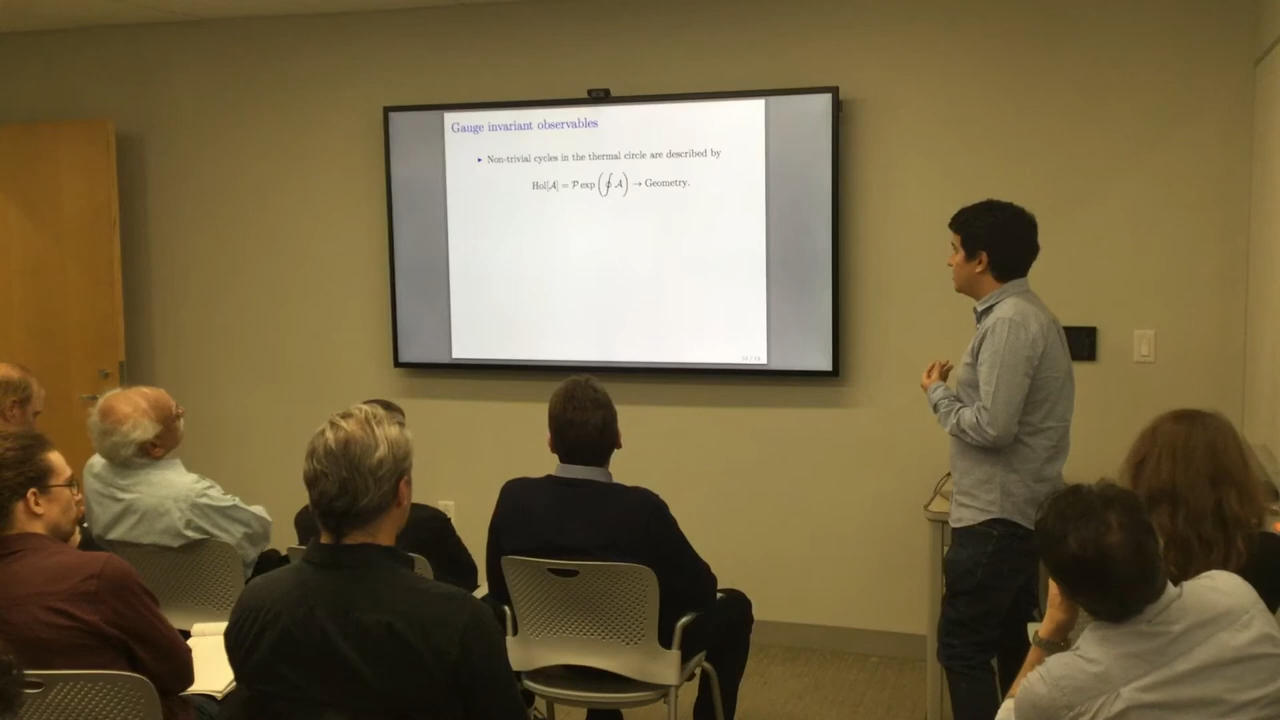 Gauge invariant observables
▸ Non-trivial cycles in the thermal circle are described by
Hol[𝒜] = 𝒫 exp (∮ 𝒜) → Geometry.